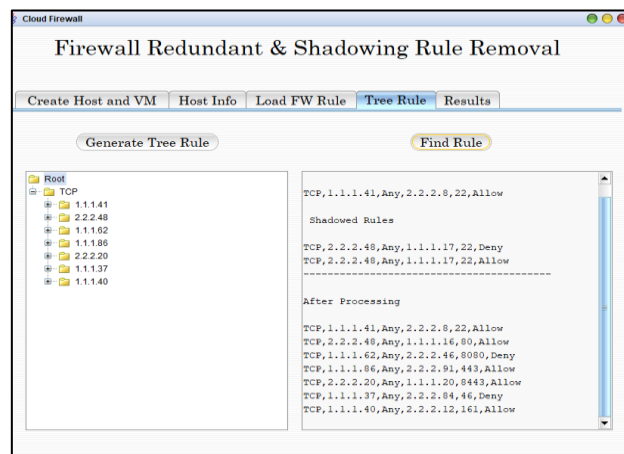 Cloud Firewall
Firewall Redundant & Shadowing Rule Removal
Create Host and VM
Host Info
Load FW Rule
Tree Rule
Results
Generate Tree Rule
Find Rule
Root
TCP
1.1.1.41
2.2.2.48
1.1.1.62
1.1.1.86
2.2.2.20
1.1.1.37
1.1.1.40
TCP,1.1.1.41,Any,2.2.2.8,22,Allow
Shadowed Rules
TCP,2.2.2.48,Any,1.1.1.17,22,Deny
TCP,2.2.2.48,Any,1.1.1.17,22,Allow
------------------------------------------
After Processing
TCP,1.1.1.41,Any,2.2.2.8,22,Allow
TCP,2.2.2.48,Any,1.1.1.16,80,Allow
TCP,1.1.1.62,Any,2.2.2.46,8080,Deny
TCP,1.1.1.86,Any,2.2.2.91,443,Allow
TCP,2.2.2.20,Any,1.1.1.20,8443,Allow
TCP,1.1.1.37,Any,2.2.2.84,46,Deny
TCP,1.1.1.40,Any,2.2.2.12,161,Allow